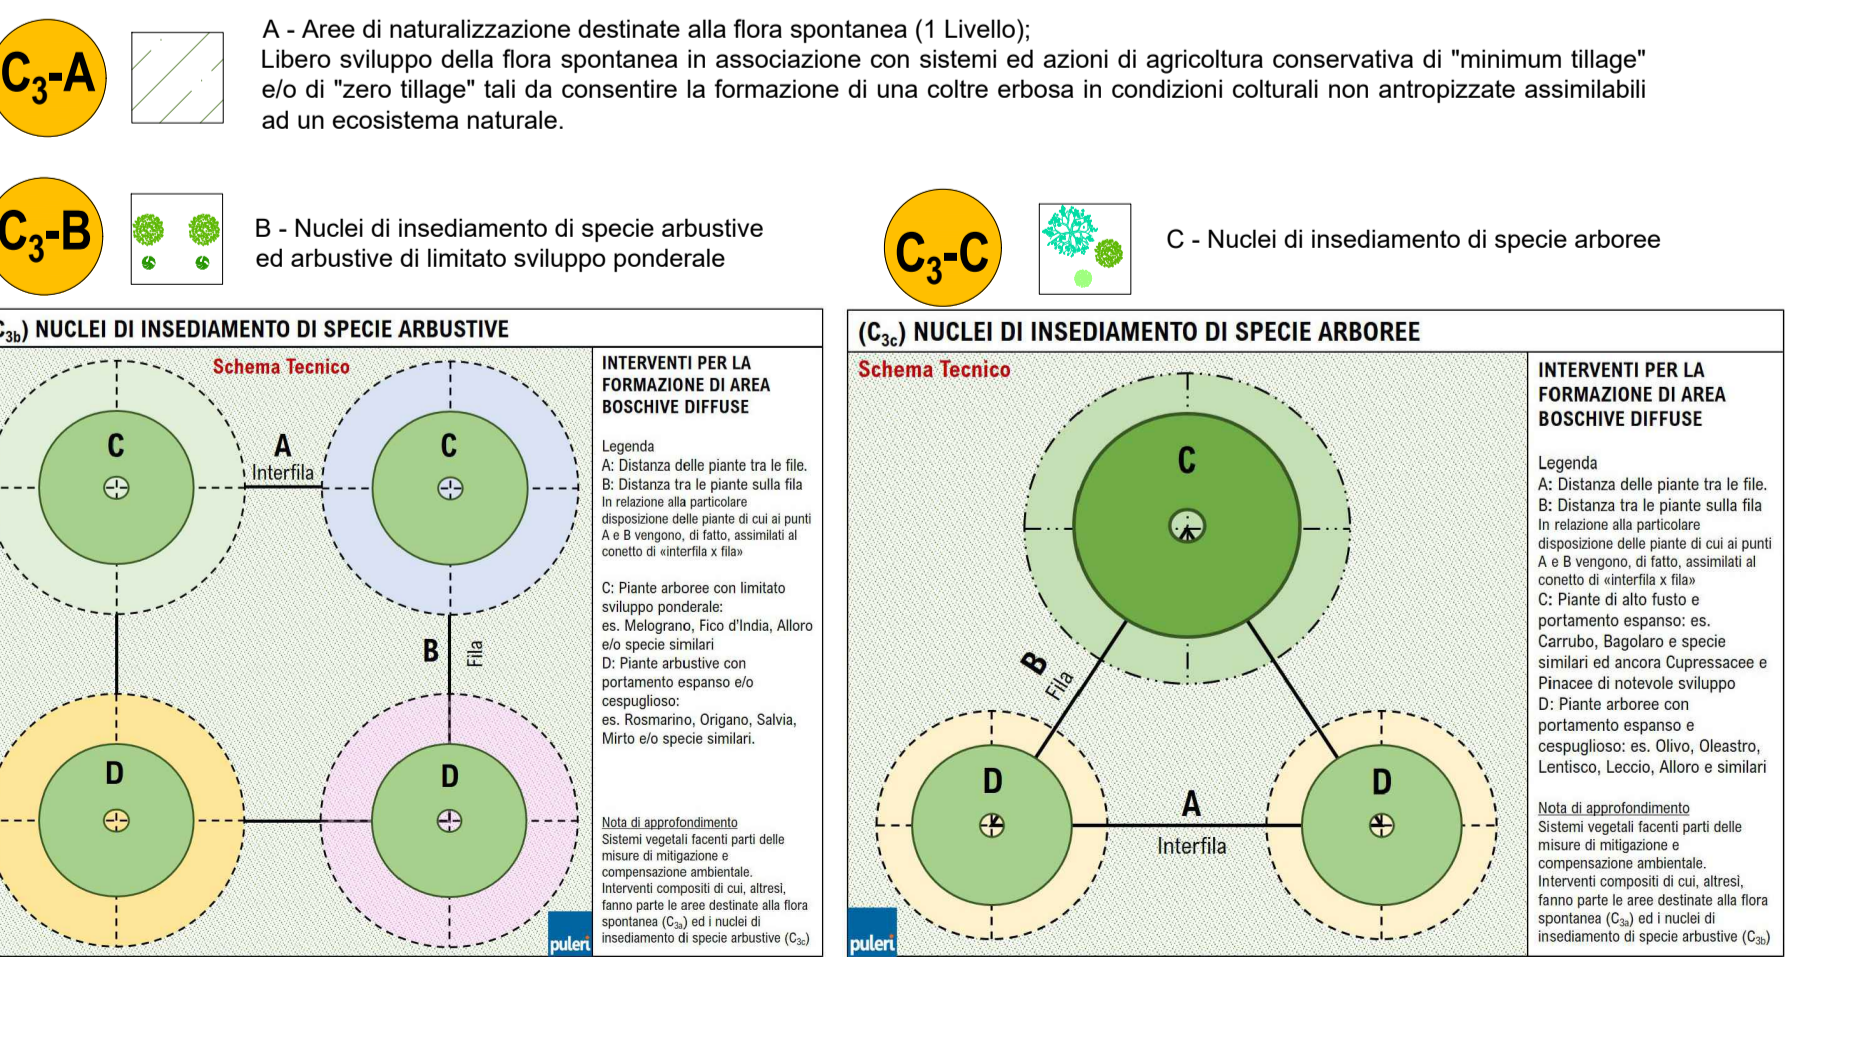 C3-A
A - Aree di naturalizzazione destinate alla flora spontanea (1 Livello);
Libero sviluppo della flora spontanea in associazione con sistemi ed azioni di agricoltura conservativa di "minimum tillage"
e/o di "zero tillage" tali da consentire la formazione di una coltre erbosa in condizioni colturali non antropizzate assimilabili
ad un ecosistema naturale.
C3-B
B - Nuclei di insediamento di specie arbustive
ed arbustive di limitato sviluppo ponderale
C3-C
C - Nuclei di insediamento di specie arboree
C3b) NUCLEI DI INSEDIAMENTO DI SPECIE ARBUSTIVE
Schema Tecnico
C
A
Interfila
C
B
Fila
D
D
puleri
INTERVENTI PER LA
FORMAZIONE DI AREA
BOSCHIVE DIFFUSE
Legenda
A: Distanza delle piante tra le file.
B: Distanza tra le piante sulla fila
In relazione alla particolare
disposizione delle piante di cui ai punti
A e B vengono, di fatto, assimilati al
conetto di «interfila x fila»
C: Piante arboree con limitato
sviluppo ponderale:
es. Melograno, Fico d'India, Alloro
e/o specie similari
D: Piante arbustive con
portamento espanso e/o
cespuglioso:
es. Rosmarino, Origano, Salvia,
Mirto e/o specie similari.
Nota di approfondimento
Sistemi vegetali facenti parti delle
misure di mitigazione e
compensazione ambientale.
Interventi compositi di cui, altresi,
fanno parte le aree destinate alla flora
spontanea (C3a) ed i nuclei di
insediamento di specie arbustive (C3c)
(C3c) NUCLEI DI INSEDIAMENTO DI SPECIE ARBOREE
Schema Tecnico
C
B
Fila
D
A
Interfila
D
puleri
INTERVENTI PER LA
FORMAZIONE DI AREA
BOSCHIVE DIFFUSE
Legenda
A: Distanza delle piante tra le file.
B: Distanza tra le piante sulla fila
In relazione alla particolare
disposizione delle piante di cui ai punti
A e B vengono, di fatto, assimilati al
conetto di «interfila x fila»
C: Piante di alto fusto e
portamento espanso: es.
Carrubo, Bagolaro e specie
similari ed ancora Cupressacee e
Pinacee di notevole sviluppo
D: Piante arboree con
portamento espanso e
cespuglioso: es. Olivo, Oleastro,
Lentisco, Leccio, Alloro e similari
Nota di approfondimento
Sistemi vegetali facenti parti delle
misure di mitigazione e
compensazione ambientale.
Interventi compositi di cui, altresi,
fanno parte le aree destinate alla flora
spontanea (C3a) ed i nuclei di
insediamento di specie arbustive (C3b)